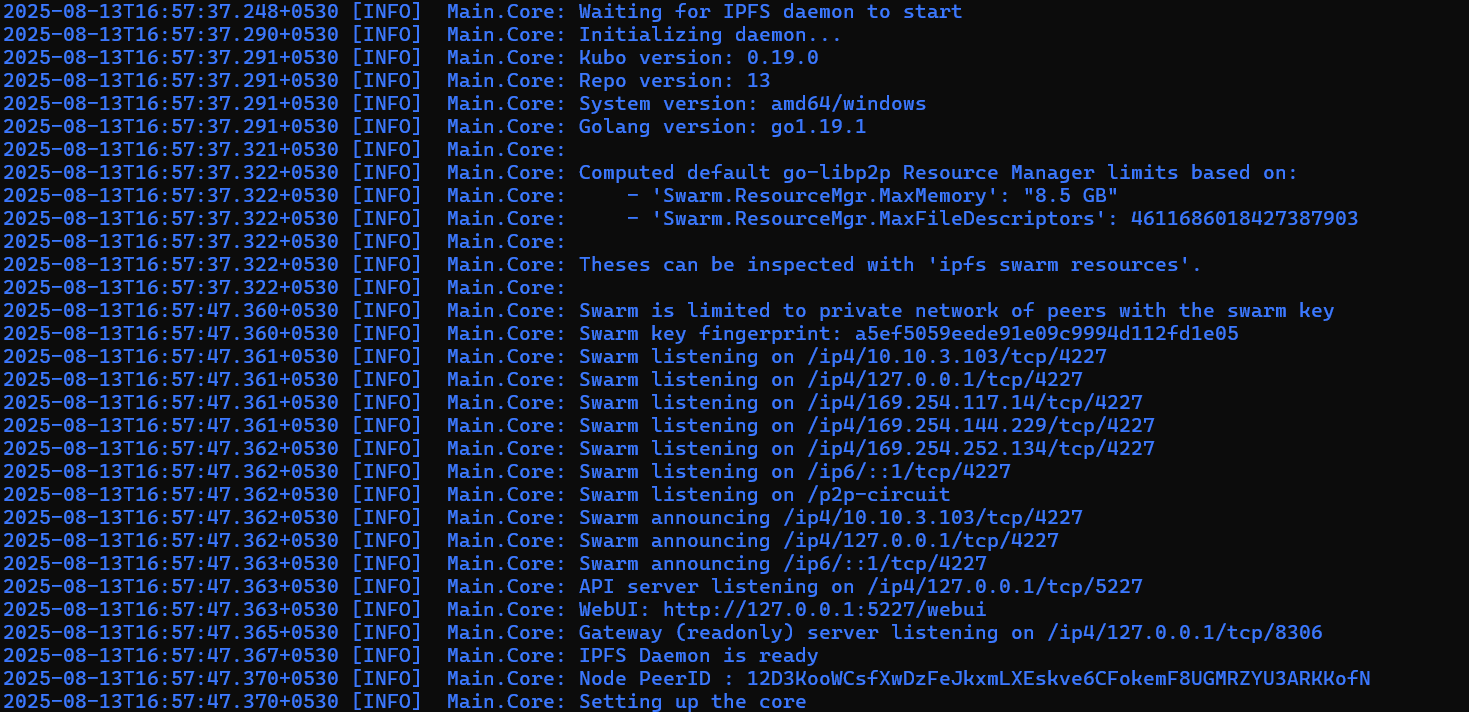 2025-08-13T16:57:37.248+0530 [INFO]  Main.Core: Waiting for IPFS daemon to start
2025-08-13T16:57:37.290+0530 [INFO]  Main.Core: Initializing daemon...
2025-08-13T16:57:37.291+0530 [INFO]  Main.Core: Kubo version: 0.19.0
2025-08-13T16:57:37.291+0530 [INFO]  Main.Core: Repo version: 13
2025-08-13T16:57:37.291+0530 [INFO]  Main.Core: System version: amd64/windows
2025-08-13T16:57:37.291+0530 [INFO]  Main.Core: Golang version: go1.19.1
2025-08-13T16:57:37.321+0530 [INFO]  Main.Core:
2025-08-13T16:57:37.322+0530 [INFO]  Main.Core: Computed default go-libp2p Resource Manager limits based on:
2025-08-13T16:57:37.322+0530 [INFO]  Main.Core:     - 'Swarm.ResourceMgr.MaxMemory': "8.5 GB"
2025-08-13T16:57:37.322+0530 [INFO]  Main.Core:     - 'Swarm.ResourceMgr.MaxFileDescriptors': 4611686018427387903
2025-08-13T16:57:37.322+0530 [INFO]  Main.Core:
2025-08-13T16:57:37.322+0530 [INFO]  Main.Core: Theses can be inspected with 'ipfs swarm resources'.
2025-08-13T16:57:37.322+0530 [INFO]  Main.Core:
2025-08-13T16:57:47.360+0530 [INFO]  Main.Core: Swarm is limited to private network of peers with the swarm key
2025-08-13T16:57:47.360+0530 [INFO]  Main.Core: Swarm key fingerprint: a5ef5059eede91e09c9994d112fd1e05
2025-08-13T16:57:47.361+0530 [INFO]  Main.Core: Swarm listening on /ip4/10.10.3.103/tcp/4227
2025-08-13T16:57:47.361+0530 [INFO]  Main.Core: Swarm listening on /ip4/127.0.0.1/tcp/4227
2025-08-13T16:57:47.361+0530 [INFO]  Main.Core: Swarm listening on /ip4/169.254.117.14/tcp/4227
2025-08-13T16:57:47.361+0530 [INFO]  Main.Core: Swarm listening on /ip4/169.254.144.229/tcp/4227
2025-08-13T16:57:47.362+0530 [INFO]  Main.Core: Swarm listening on /ip4/169.254.252.134/tcp/4227
2025-08-13T16:57:47.362+0530 [INFO]  Main.Core: Swarm listening on /ip6/::1/tcp/4227
2025-08-13T16:57:47.362+0530 [INFO]  Main.Core: Swarm listening on /p2p-circuit
2025-08-13T16:57:47.362+0530 [INFO]  Main.Core: Swarm announcing /ip4/10.10.3.103/tcp/4227
2025-08-13T16:57:47.362+0530 [INFO]  Main.Core: Swarm announcing /ip4/127.0.0.1/tcp/4227
2025-08-13T16:57:47.363+0530 [INFO]  Main.Core: Swarm announcing /ip6/::1/tcp/4227
2025-08-13T16:57:47.363+0530 [INFO]  Main.Core: API server listening on /ip4/127.0.0.1/tcp/5227
2025-08-13T16:57:47.363+0530 [INFO]  Main.Core: WebUI: http://127.0.0.1:5227/webui
2025-08-13T16:57:47.365+0530 [INFO]  Main.Core: Gateway (readonly) server listening on /ip4/127.0.0.1/tcp/8306
2025-08-13T16:57:47.367+0530 [INFO]  Main.Core: IPFS Daemon is ready
2025-08-13T16:57:47.370+0530 [INFO]  Main.Core: Node PeerID : 12D3KooWCsfXwDzFeJkxmLXEskve6CFokemF8UGMRZYU3ARKKofN
2025-08-13T16:57:47.370+0530 [INFO]  Main.Core: Setting up the core